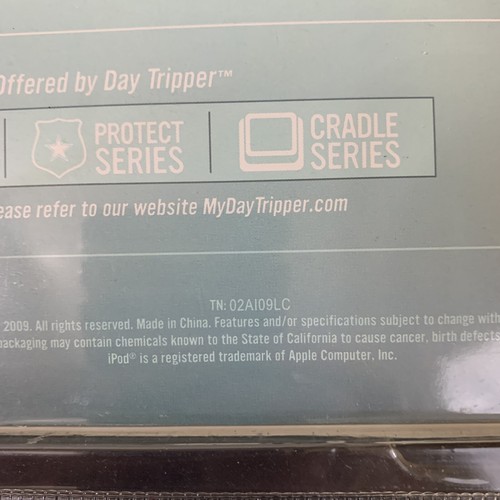 Offered by Day Tripper™
PROTECT SERIES
CRADLE SERIES
ease refer to our website MyDayTripper.com
TN: 02AI09LC
2009. All rights reserved. Made in China. Features and/or specifications subject to change with
packaging may contain chemicals known to the State of California to cause cancer, birth defects
iPod® is a registered trademark of Apple Computer, Inc.